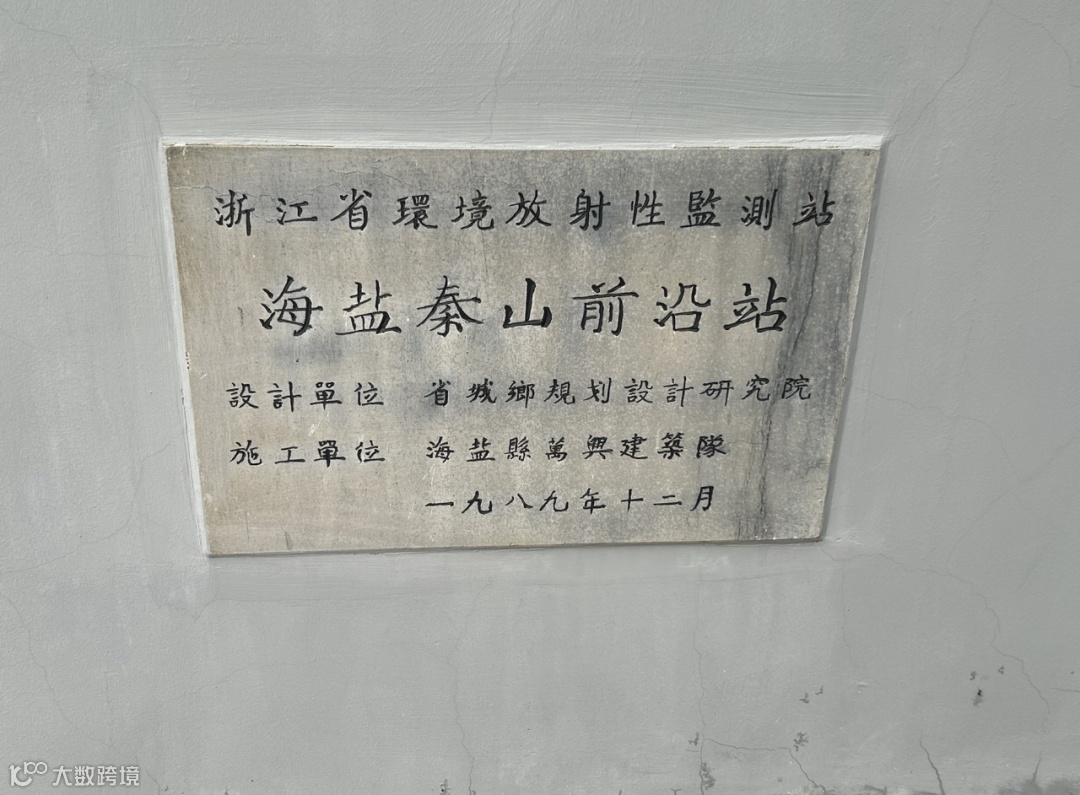 浙江省環境放射性監測站
海盐秦山前沿站
設計單位 省城鄉規划設計研究院
施工單位 海盐縣萬興建築隊
一九八九年十二月
大数跨境